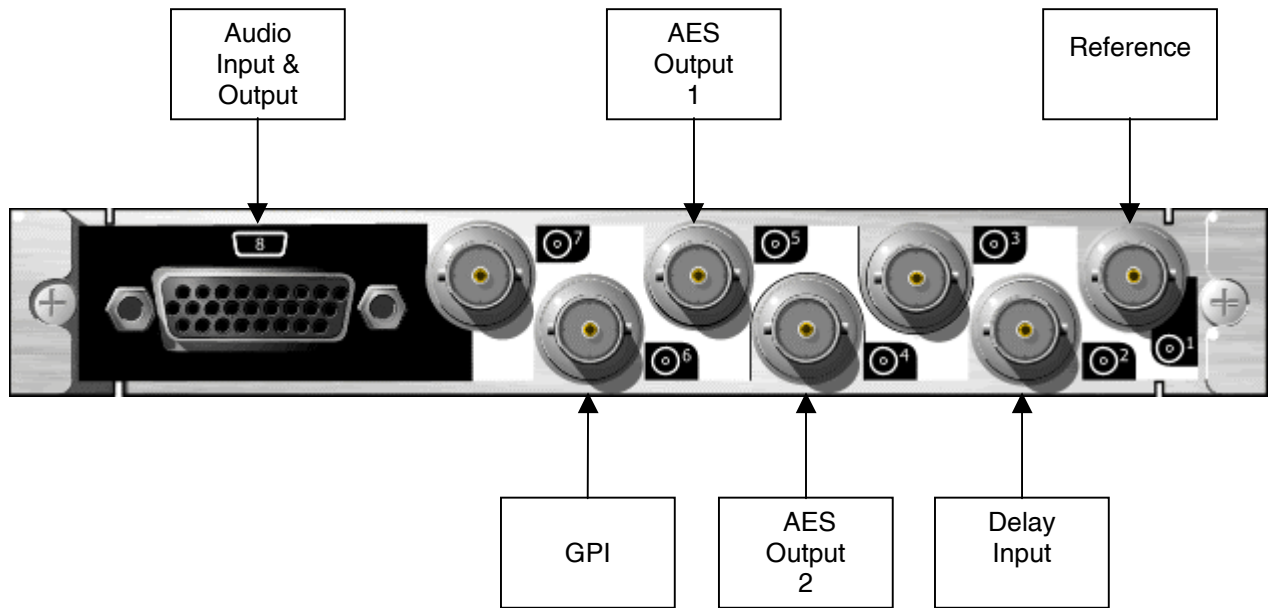 Audio
Input &
Output
AES
Output
1
Reference
8
7
5
3
6
4
2
1
GPI
AES
Output
2
Delay
Input